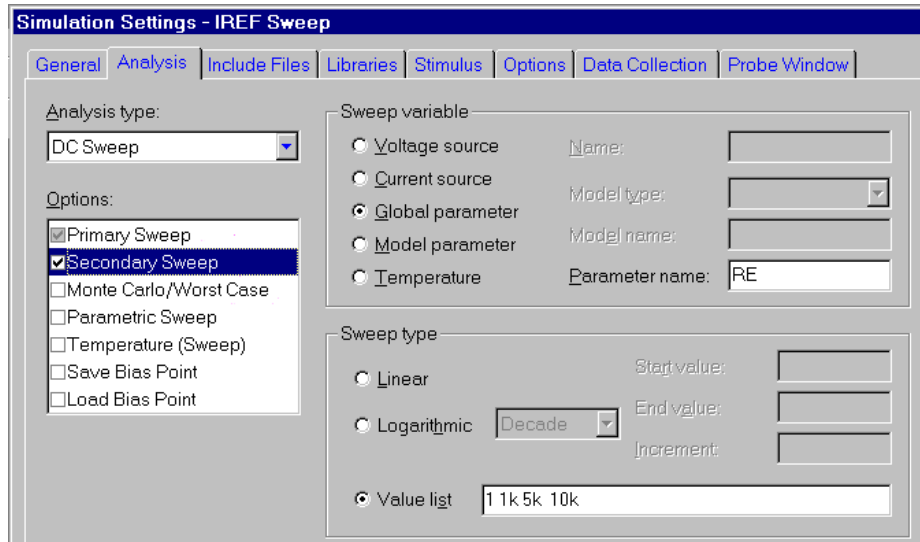 Simulation Settings - IREF Sweep
General Analysis Include Files Libraries Stimulus Options Data Collection Probe Window
Analysis type:
DC Sweep
Options:
Primary Sweep
Secondary Sweep
Monte Carlo/Worst Case
Parametric Sweep
Temperature (Sweep)
Save Bias Point
Load Bias Point
Sweep variable
Voltage source
Current source
Global parameter
Model parameter
Temperature
Name:
Model type:
Model name:
Parameter name: RE
Sweep type
Linear
Logarithmic Decade
Start value:
End value:
Increment:
Value list 1 1k 5k 10k